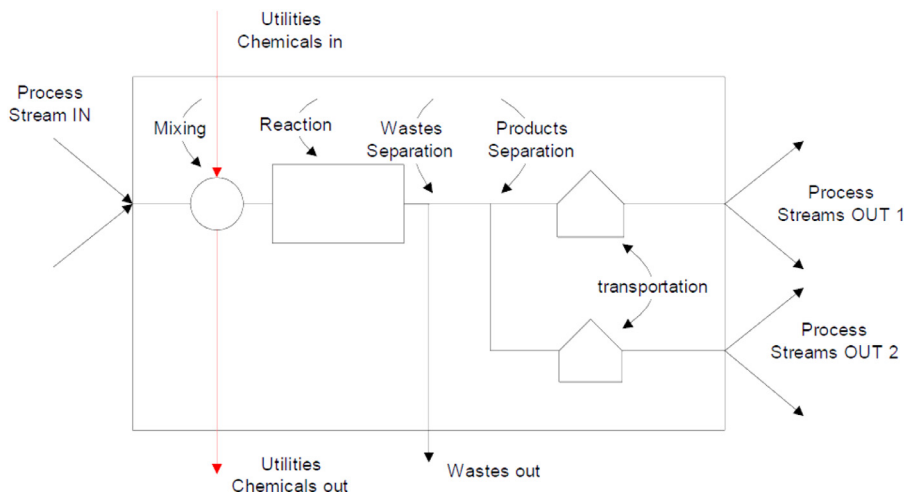 Utilities
Chemicals in
Process
Stream IN
Mixing
Reaction
Wastes
Separation
Products
Separation
Process
Streams OUT 1
transportation
Process
Streams OUT 2
Utilities
Chemicals out
Wastes out